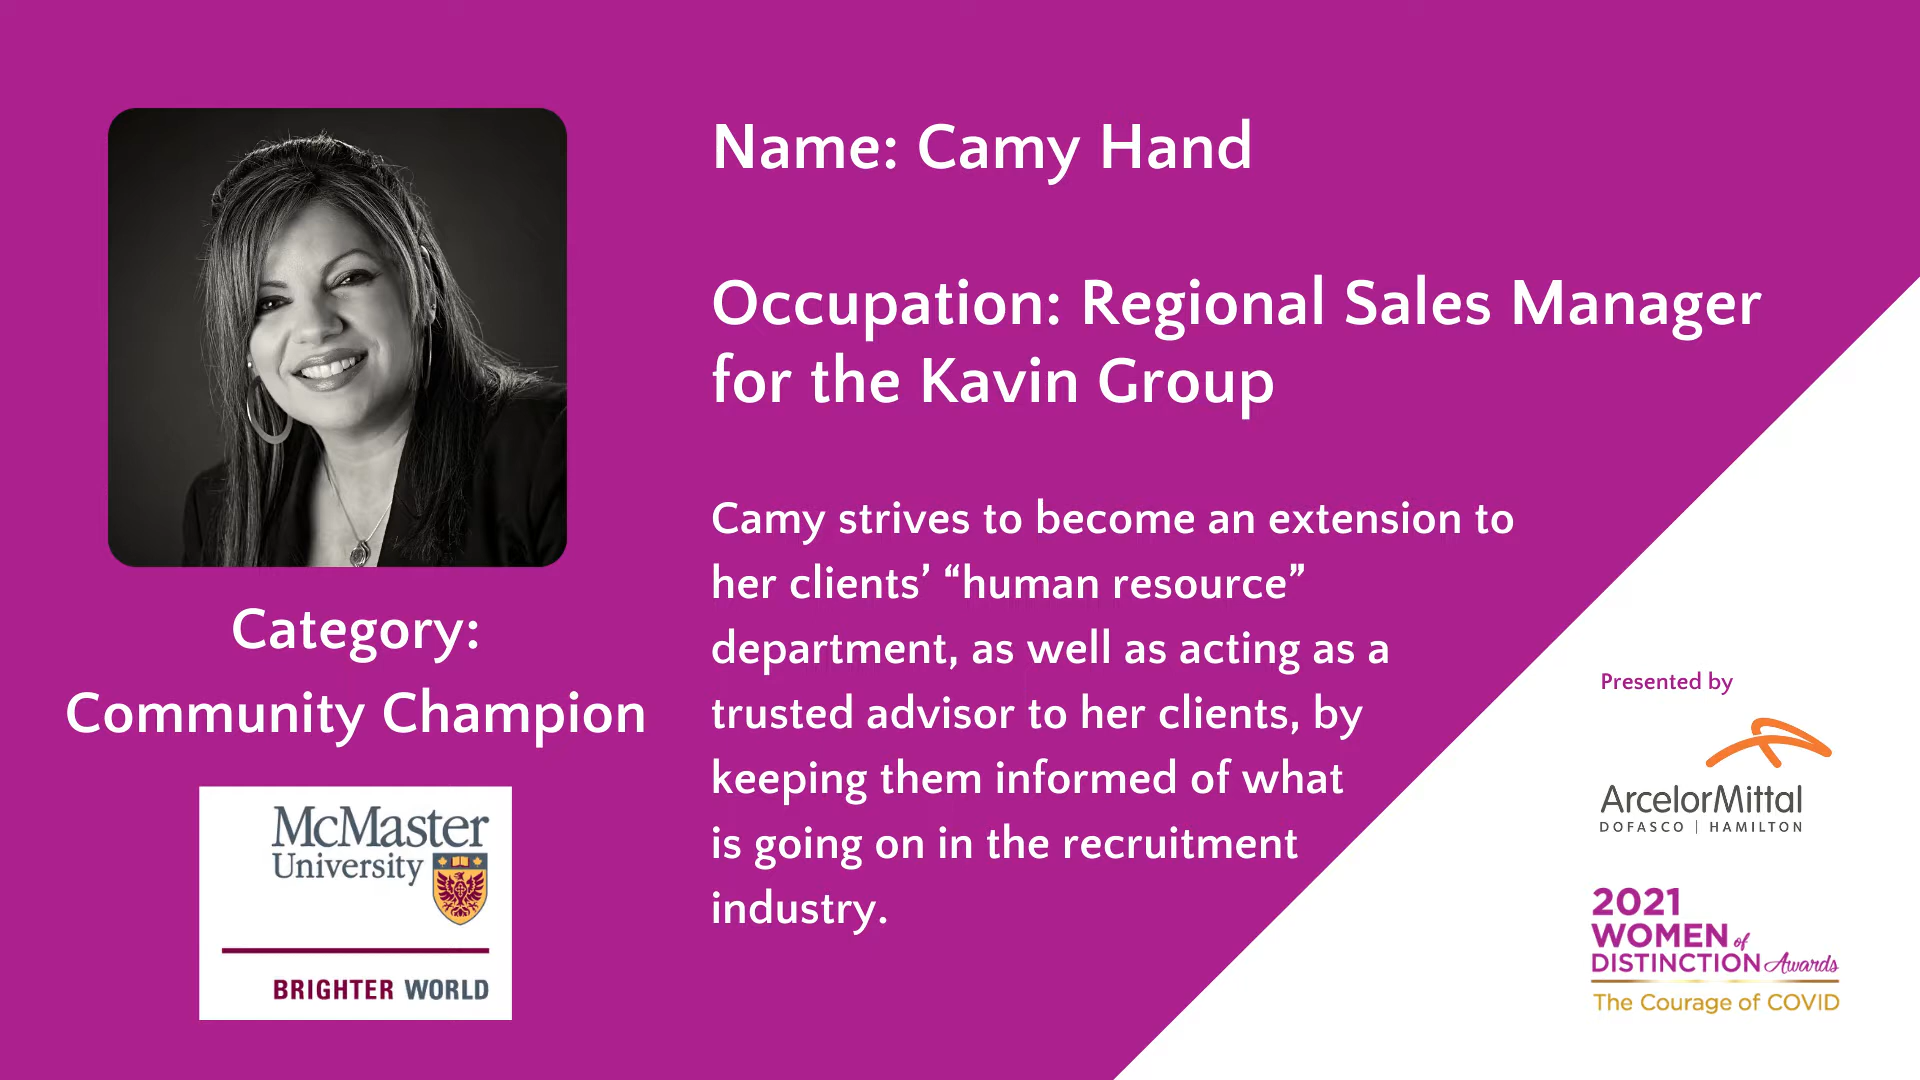 Name: Camy Hand
Occupation: Regional Sales Manager
for the Kavin Group
Camy strives to become an extension to
her clients’ “human resource”
department, as well as acting as a
trusted advisor to her clients, by
keeping them informed of what
is going on in the recruitment
industry.
Category:
Community Champion
McMaster
University
BRIGHTER WORLD
Presented by
ArcelorMittal
DOFASCO | HAMILTON
2021
WOMEN of
DISTINCTION Awards
The Courage of COVID